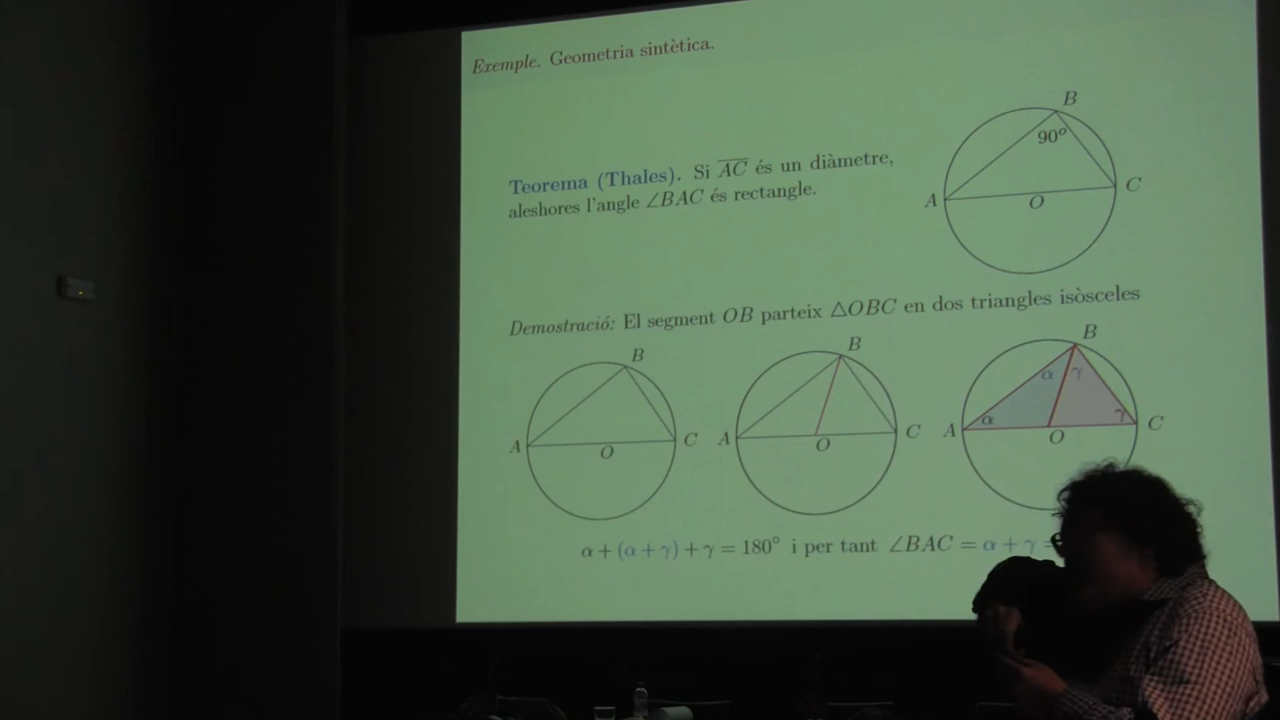 Exemple. Geometria sintètica.
B
90º
Teorema (Thales). Si AC és un diàmetre,
aleshores l'angle ∠BAC és rectangle.
A
O
C
Demostració: El segment OB parteix △OBC en dos triangles isòsceles
B
A
O
C
B
A
O
C
B
α
γ
α
γ
A
O
C
α + (α + γ) + γ = 180° i per tant ∠BAC = α + γ =